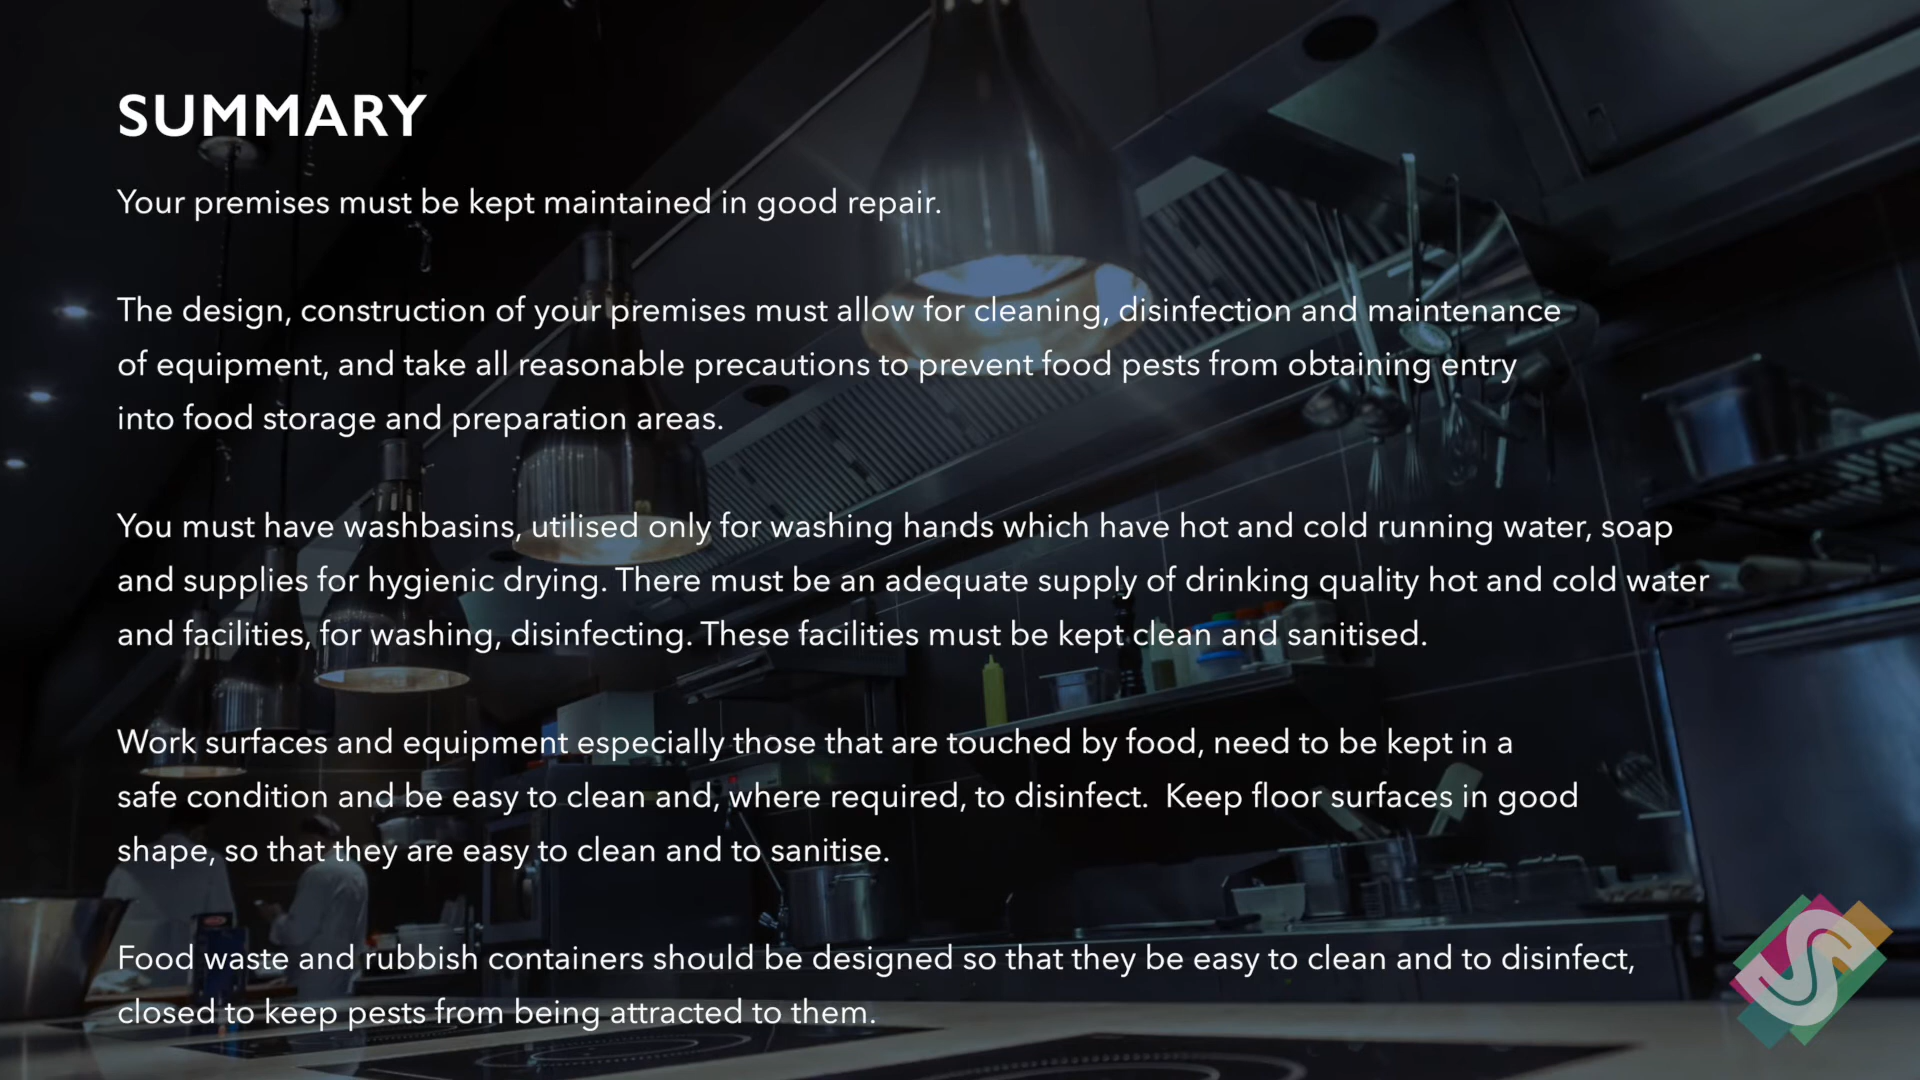 SUMMARY
Your premises must be kept maintained in good repair.
The design, construction of your premises must allow for cleaning, disinfection and maintenance
of equipment, and take all reasonable precautions to prevent food pests from obtaining entry
into food storage and preparation areas.
You must have washbasins, utilised only for washing hands which have hot and cold running water, soap
and supplies for hygienic drying. There must be an adequate supply of drinking quality hot and cold water
and facilities, for washing, disinfecting. These facilities must be kept clean and sanitised.
Work surfaces and equipment especially those that are touched by food, need to be kept in a
safe condition and be easy to clean and, where required, to disinfect.  Keep floor surfaces in good
shape, so that they are easy to clean and to sanitise.
Food waste and rubbish containers should be designed so that they be easy to clean and to disinfect,
closed to keep pests from being attracted to them.